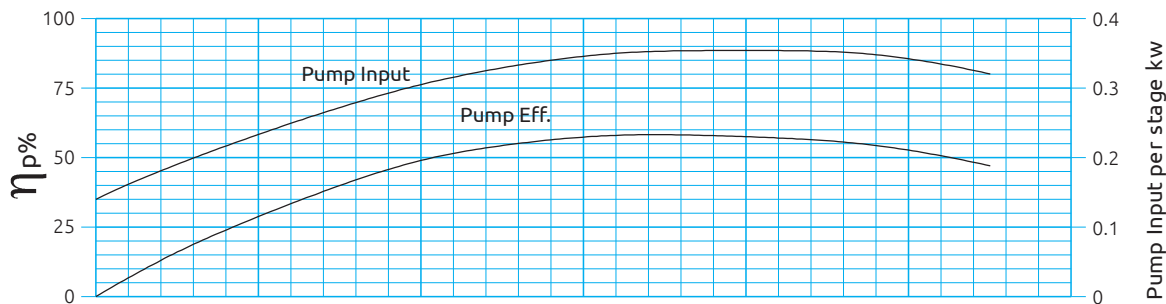 100
75
50
25
0
ηp%
Pump Input
Pump Eff.
0.4
0.3
0.2
0.1
0
Pump Input per stage kw